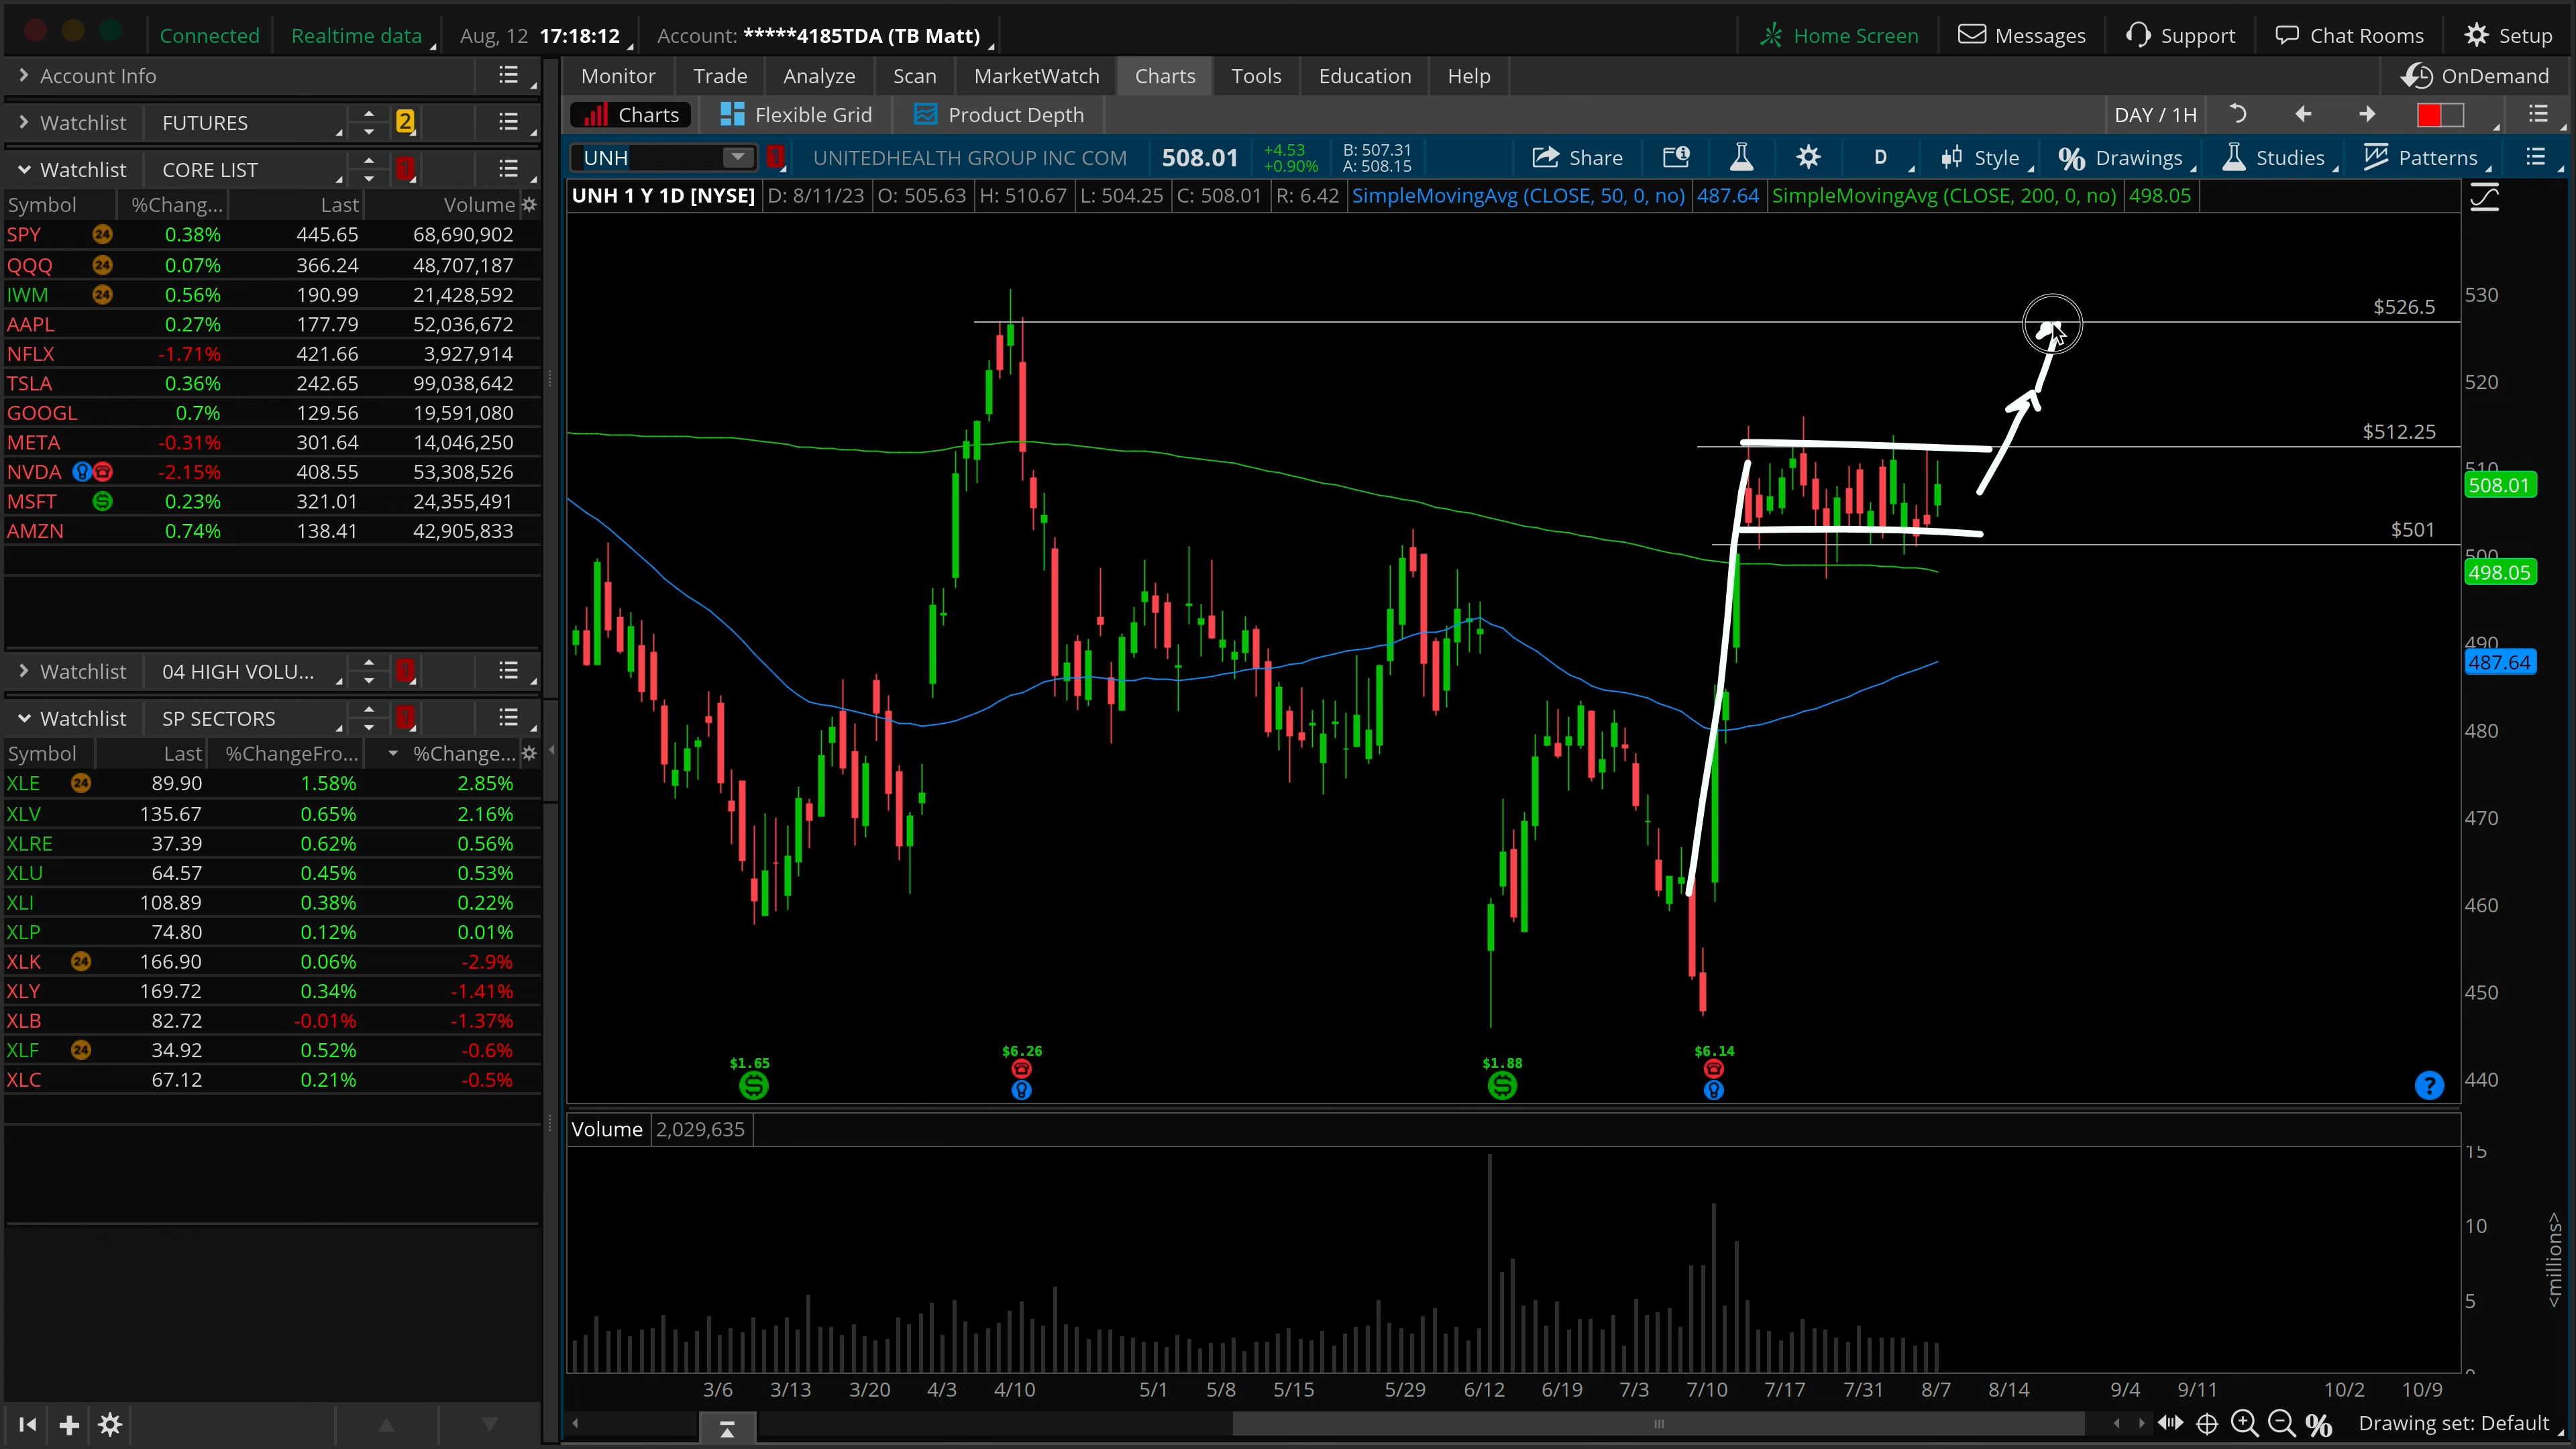 Connected Realtime data Aug, 12 17:18:12 Account: *****4185TDA (TB Matt) Home Screen Messages Support Chat Rooms Setup
Account Info
Monitor Trade Analyze Scan MarketWatch Charts Tools Education Help OnDemand
Watchlist FUTURES 2
Charts Flexible Grid Product Depth DAY / 1H
Watchlist CORE LIST 1
UNH 1 UNITEDHEALTH GROUP INC COM 508.01 +4.53 +0.90% B: 507.31 A: 508.15 Share D Style Drawings Studies Patterns
UNH 1 Y 1D [NYSE] D: 8/11/23 O: 505.63 H: 510.67 L: 504.25 C: 508.01 R: 6.42 SimpleMovingAvg (CLOSE, 50, 0, no) 487.64 SimpleMovingAvg (CLOSE, 200, 0, no) 498.05
Symbol %Chang... Last Volume
SPY 24 0.38% 445.65 68,690,902
QQQ 24 0.07% 366.24 48,707,187
IWM 24 0.56% 190.99 21,428,592
AAPL 0.27% 177.79 52,036,672
NFLX -1.71% 421.66 3,927,914
TSLA 0.36% 242.65 99,038,642
GOOGL 0.7% 129.56 19,591,080
META -0.31% 301.64 14,046,250
NVDA -2.15% 408.55 53,308,526
MSFT 0.23% 321.01 24,355,491
AMZN 0.74% 138.41 42,905,833
Watchlist 04 HIGH VOLU... 1
Watchlist SP SECTORS 1
Symbol Last %ChangeFro... %Change...
XLE 24 89.90 1.58% 2.85%
XLV 135.67 0.65% 2.16%
XLRE 37.39 0.62% 0.56%
XLU 64.57 0.45% 0.53%
XLI 108.89 0.38% 0.22%
XLP 74.80 0.12% 0.01%
XLK 24 166.90 0.06% -2.9%
XLY 169.72 0.34% -1.41%
XLB 82.72 -0.01% -1.37%
XLF 24 34.92 0.52% -0.6%
XLC 67.12 0.21% -0.5%
$526.5
$512.25
$501
530
520
510
508.01
500
498.05
490
487.64
480
470
460
450
440
$1.65 $6.26 $1.88 $6.14
?
Volume 2,029,635
15
10
5
<millions>
3/6 3/13 3/20 4/3 4/10 5/1 5/8 5/15 5/29 6/12 6/19 7/3 7/10 7/17 7/31 8/7 8/14 9/4 9/11 10/2 10/9
Drawing set: Default